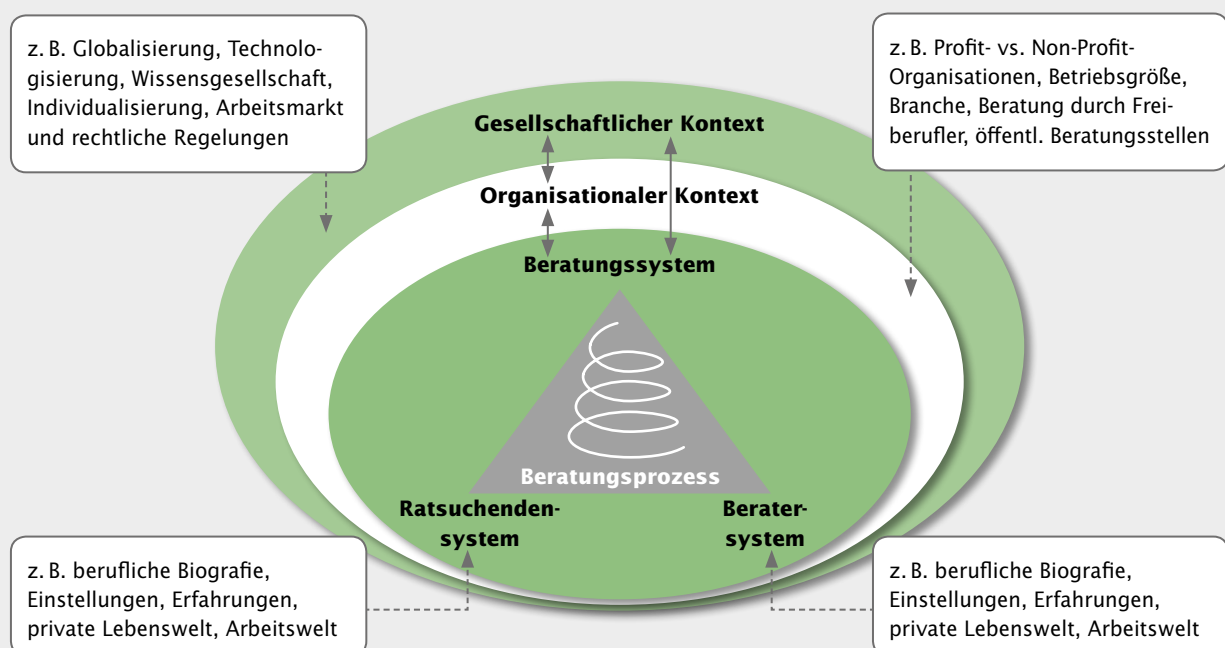 z. B. Globalisierung, Technolo-
gisierung, Wissensgesellschaft,
Individualisierung, Arbeitsmarkt
und rechtliche Regelungen
z. B. Profit- vs. Non-Profit-
Organisationen, Betriebsgröße,
Branche, Beratung durch Frei-
berufler, öffentl. Beratungsstellen
Gesellschaftlicher Kontext
Organisationaler Kontext
Beratungssystem
Beratungsprozess
Ratsuchenden-
system
Berater-
system
z. B. berufliche Biografie,
Einstellungen, Erfahrungen,
private Lebenswelt, Arbeitswelt
z. B. berufliche Biografie,
Einstellungen, Erfahrungen,
private Lebenswelt, Arbeitswelt